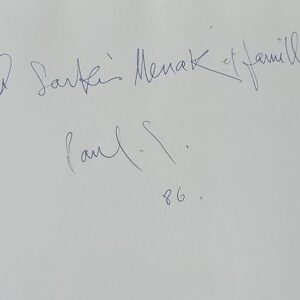 Sarkis Menak et famill
Paul. S.
86.